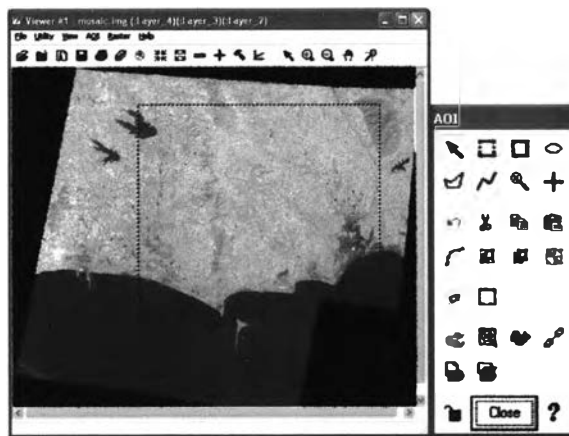 Viewer #1 : mosaic.img (:Layer_4)(:Layer_3)(:Layer_2)
File Utility View AOI Raster Help
AOI
Close
?